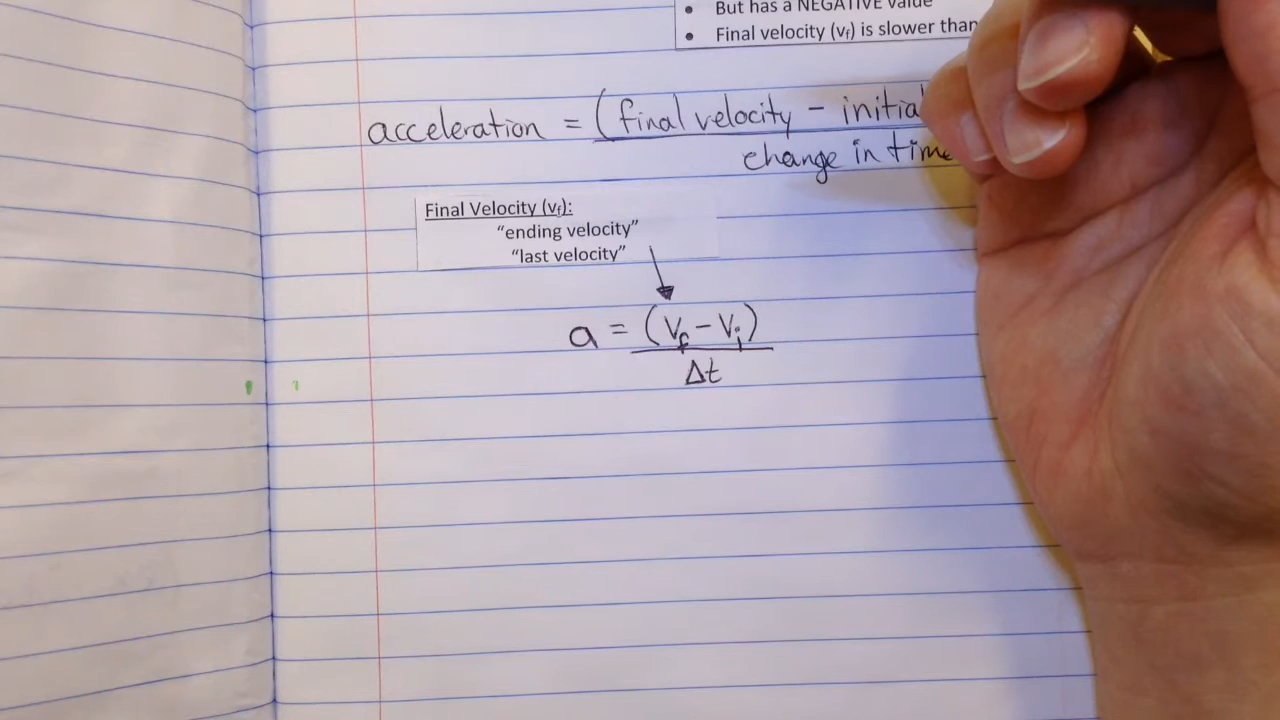 • But has a NEGATIVE value
• Final velocity (vf) is slower than
acceleration = (final velocity - initial
change in time
Final Velocity (vf):
"ending velocity"
"last velocity"
a = (Vf - Vi)
Δt